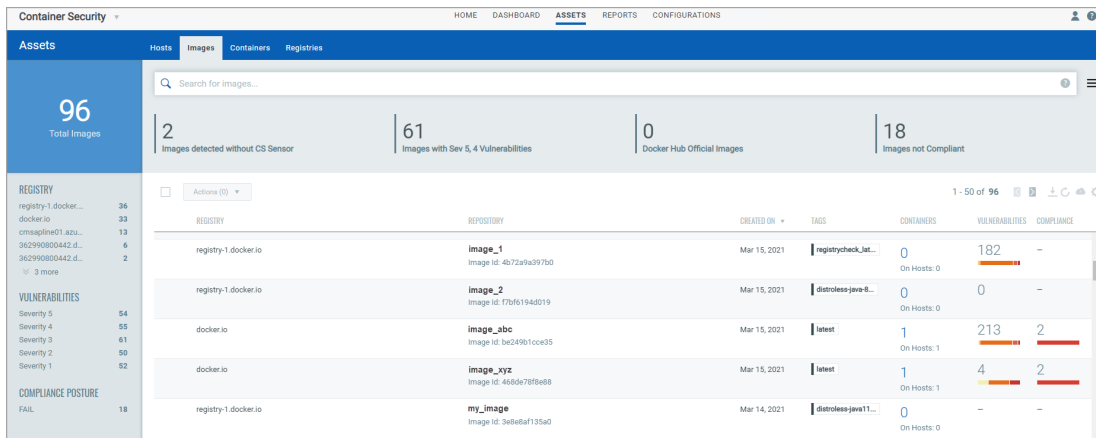 Container Security
HOME DASHBOARD ASSETS REPORTS CONFIGURATIONS
Assets
Hosts Images Containers Registries
96
Total Images
Search for images...
2
Images detected without CS Sensor
61
Images with Sev 5, 4 Vulnerabilities
0
Docker Hub Official Images
18
Images not Compliant
REGISTRY
registry-1.docker.... 36
docker.io 33
cmsapline01.azu... 13
362990800442.d... 6
362990800442.d... 2
3 more
VULNERABILITIES
Severity 5 54
Severity 4 55
Severity 3 61
Severity 2 50
Severity 1 52
COMPLIANCE POSTURE
FAIL 18
Actions (0)
1 - 50 of 96
REGISTRY REPOSITORY CREATED ON TAGS CONTAINERS VULNERABILITIES COMPLIANCE
registry-1.docker.io image_1 Mar 15, 2021 registrycheck_lat... 0 182 –
Image Id: 4b72a9a397b0 On Hosts: 0
registry-1.docker.io image_2 Mar 15, 2021 distroless-java-8... 0 0 –
Image Id: f7bf6194d019 On Hosts: 0
docker.io image_abc Mar 15, 2021 latest 1 213 2
Image Id: be249b1cce35 On Hosts: 1
docker.io image_xyz Mar 15, 2021 latest 1 4 2
Image Id: 468de78f8e88 On Hosts: 1
registry-1.docker.io my_image Mar 14, 2021 distroless-java11... 0 – –
Image Id: 3e8e8af135a0 On Hosts: 0